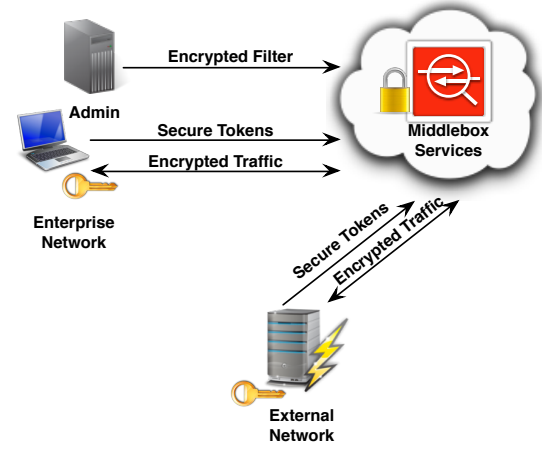 Encrypted Filter
Admin
Middlebox
Services
Secure Tokens
Encrypted Traffic
Enterprise
Network
Secure Tokens
Encrypted Traffic
External
Network